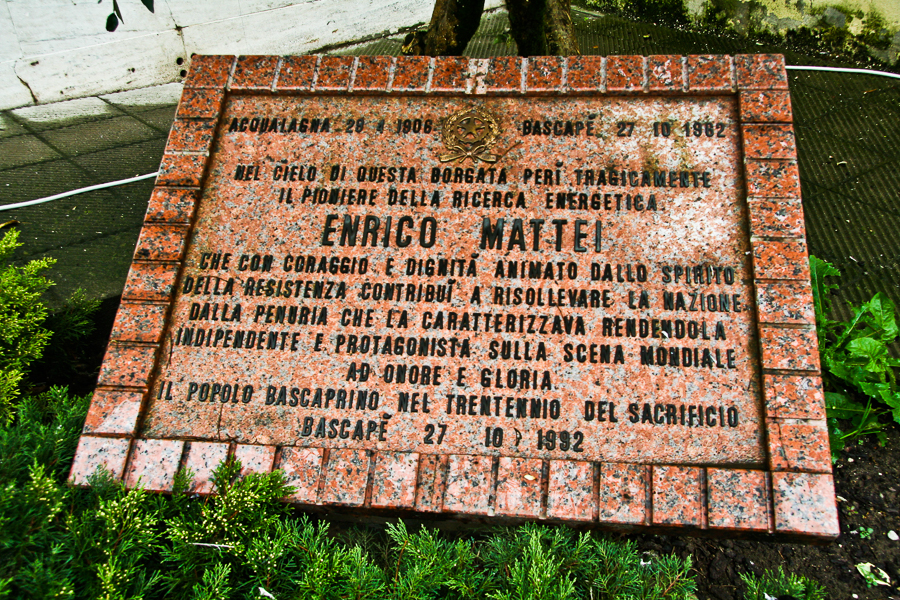 ACQUALAGNA 29 4 1906 BASCAPÉ 27 10 1962
NEL CIELO DI QUESTA BORGATA PERÌ TRAGICAMENTE
IL PIONIERE DELLA RICERCA ENERGETICA
ENRICO MATTEI
CHE CON CORAGGIO E DIGNITÀ ANIMATO DALLO SPIRITO
DELLA RESISTENZA CONTRIBUÌ A RISOLLEVARE LA NAZIONE
DALLA PENURIA CHE LA CARATTERIZZAVA RENDENDOLA
INDIPENDENTE E PROTAGONISTA SULLA SCENA MONDIALE
AD ONORE E GLORIA
IL POPOLO BASCAPRINO NEL TRENTENNIO DEL SACRIFICIO
BASCAPÉ 27 10 1992